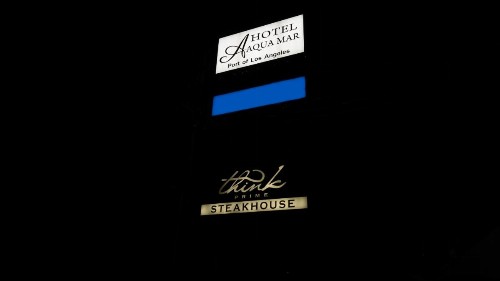 HOTEL
AQUA MAR
Port of Los Angeles
think
PRIME
STEAKHOUSE